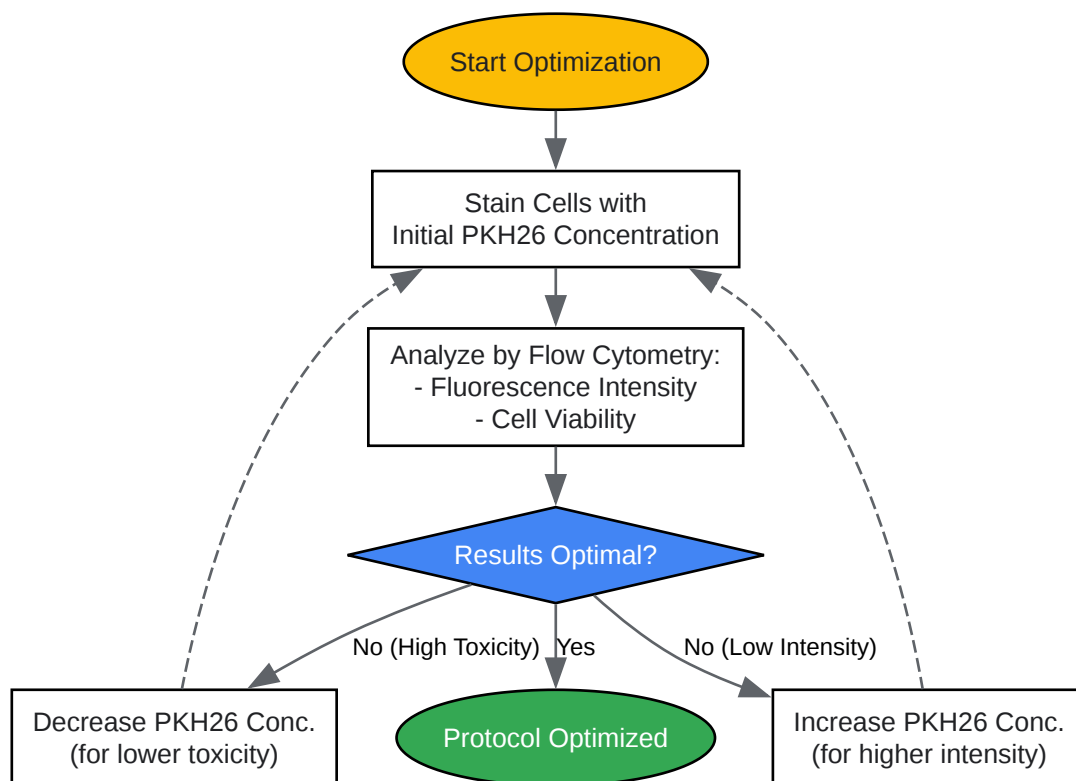 Start Optimization
Stain Cells with
Initial PKH26 Concentration
Analyze by Flow Cytometry:
- Fluorescence Intensity
- Cell Viability
Results Optimal?
No (High Toxicity)
Yes
No (Low Intensity)
Decrease PKH26 Conc.
(for lower toxicity)
Protocol Optimized
Increase PKH26 Conc.
(for higher intensity)